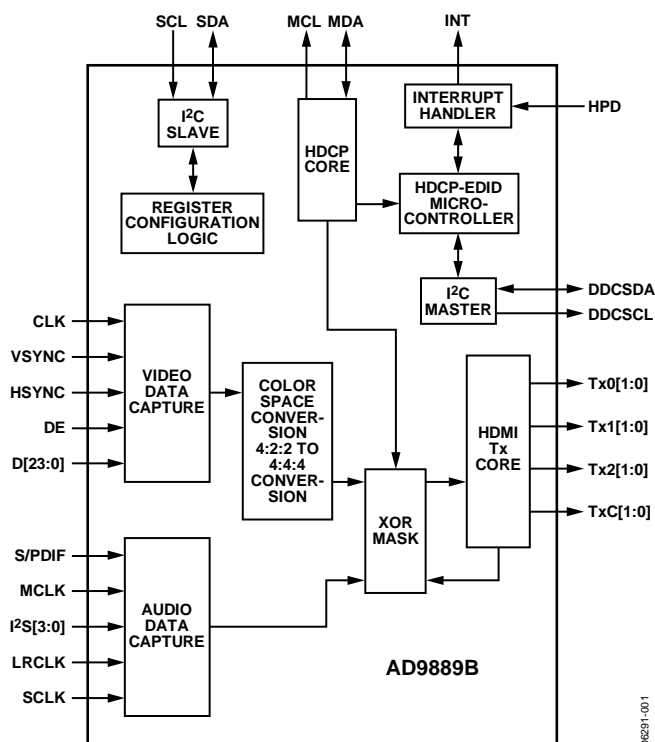 SCL SDA MCL MDA INT
I²C
SLAVE
REGISTER
CONFIGURATION
LOGIC
HDCP
CORE
INTERRUPT
HANDLER
HPD
HDCP-EDID
MICRO-
CONTROLLER
I²C
MASTER
DDCSDA
DDCSCL
CLK
VSYNC
HSYNC
DE
D[23:0]
VIDEO
DATA
CAPTURE
COLOR
SPACE
CONVER-
SION
4:2:2 TO
4:4:4
CONVER-
SION
XOR
MASK
HDMI
Tx
CORE
Tx0[1:0]
Tx1[1:0]
Tx2[1:0]
TxC[1:0]
S/PDIF
MCLK
I²S[3:0]
LRCLK
SCLK
AUDIO
DATA
CAPTURE
AD9889B
06291-001